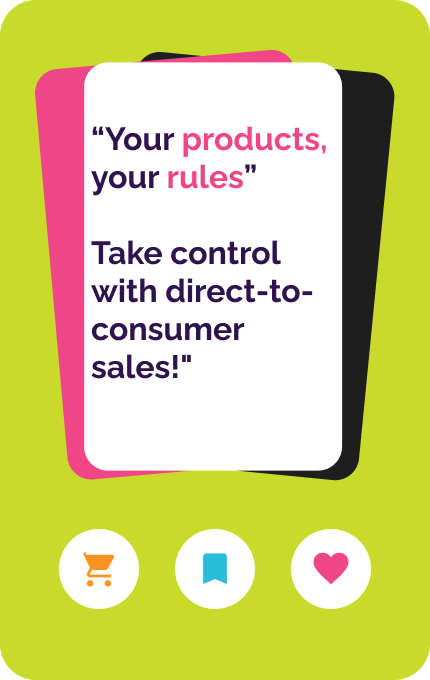 “Your products,
your rules”
Take control
with direct-to-
consumer
sales!"